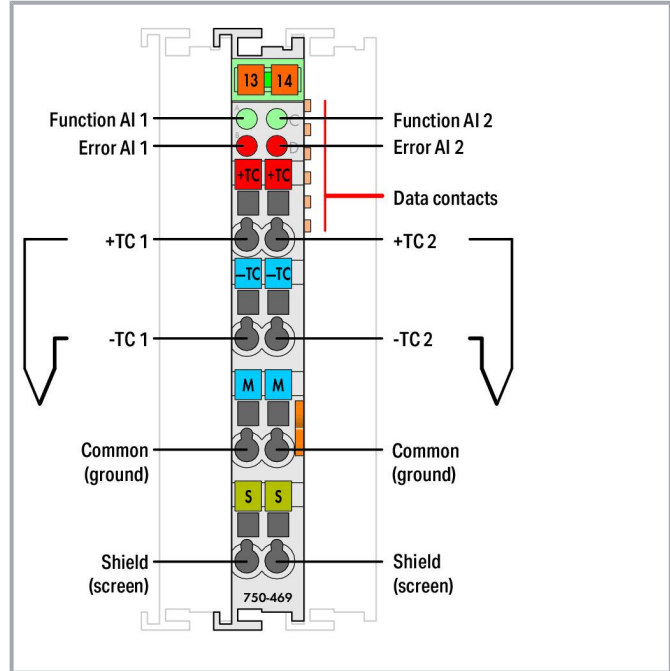 13 14
Function AI 1
Function AI 2
C
Error AI 1
Error AI 2
D
+TC +TC
Data contacts
+TC 1
+TC 2
–TC –TC
-TC 1
-TC 2
M M
Common
(ground)
Common
(ground)
S S
Shield
(screen)
Shield
(screen)
750-469